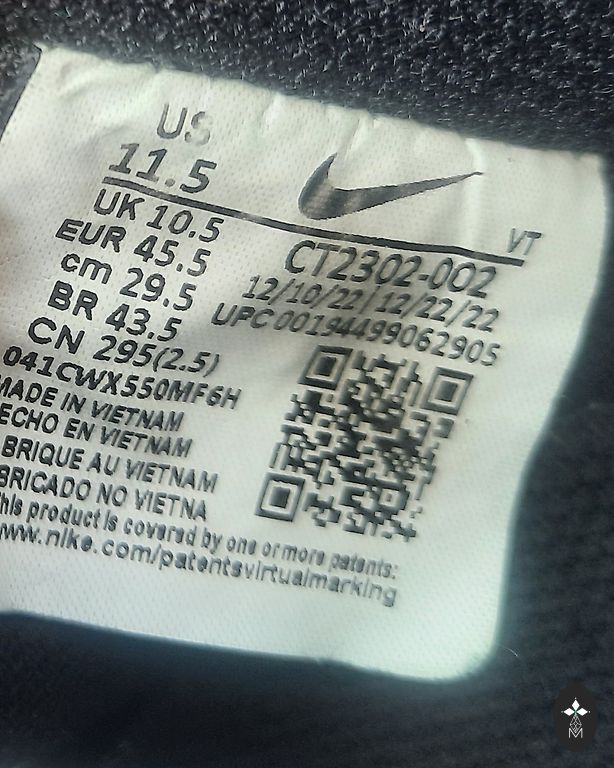 US
11.5
UK 10.5
EUR 45.5
cm 29.5
BR 43.5
CN 295(2.5)
VT
CT2302-002
12/10/22|12/22/22
UPC 00194499062905
041CWX550MF6H
MADE IN VIETNAM
ECHO EN VIETNAM
BRIQUE AU VIETNAM
BRICADO NO VIETNA
This product is covered by one or more patents:
www.nike.com/patentsvirtualmarking
M